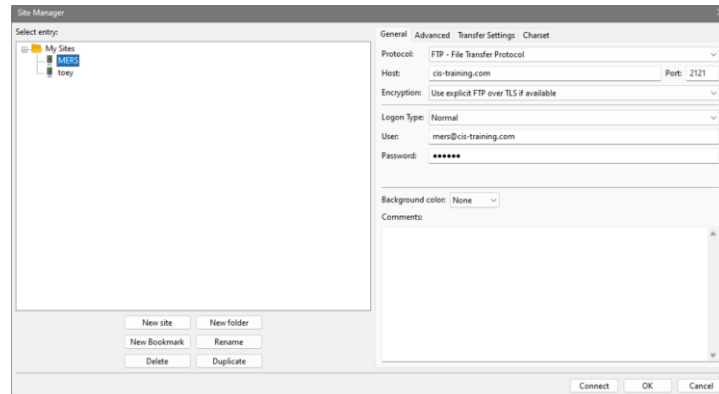 Site Manager
Select entry:
My Sites
MERS
toey
New site New folder
New Bookmark Rename
Delete Duplicate
General Advanced Transfer Settings Charset
Protocol: FTP - File Transfer Protocol
Host: cis-training.com Port: 2121
Encryption: Use explicit FTP over TLS if available
Logon Type: Normal
User: mers@cis-training.com
Password: ••••••
Background color: None
Comments:
Connect OK Cancel